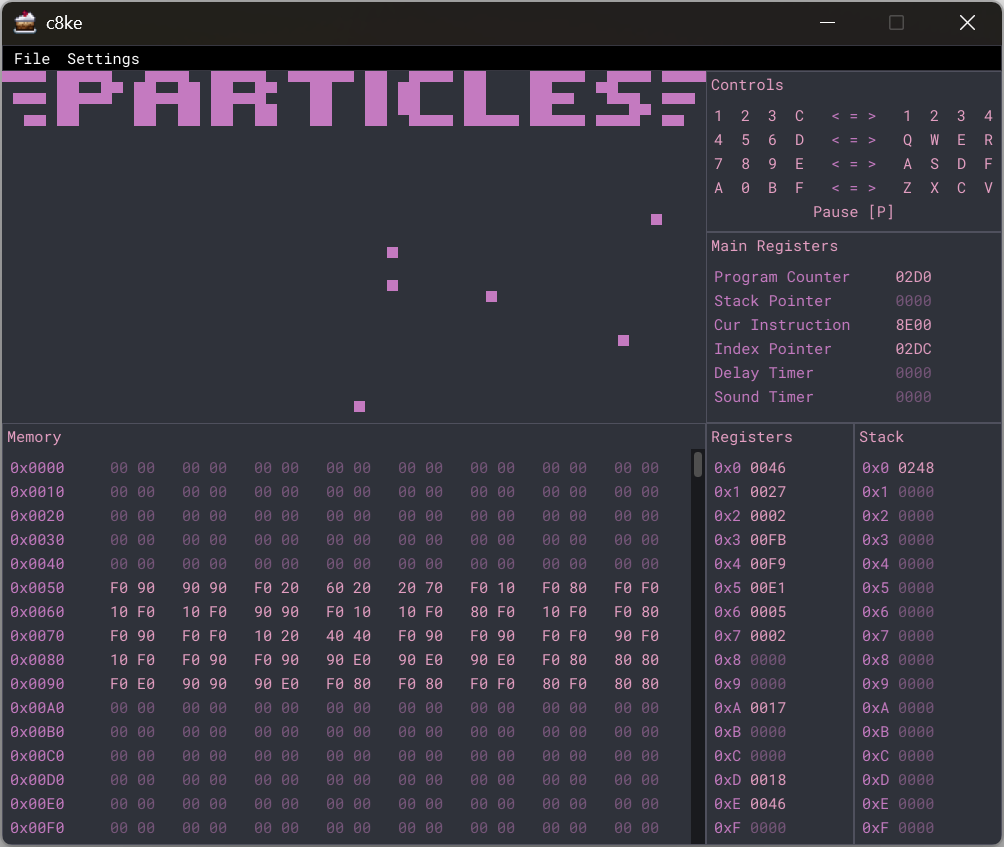 c8ke
File Settings
PARTICLES
Controls
1 2 3 C < = > 1 2 3 4
4 5 6 D < = > Q W E R
7 8 9 E < = > A S D F
A 0 B F < = > Z X C V
Pause [P]
Main Registers
Program Counter 02D0
Stack Pointer 0000
Cur Instruction 8E00
Index Pointer 02DC
Delay Timer 0000
Sound Timer 0000
Memory
0x0000 00 00 00 00 00 00 00 00 00 00 00 00 00 00 00 00
0x0010 00 00 00 00 00 00 00 00 00 00 00 00 00 00 00 00
0x0020 00 00 00 00 00 00 00 00 00 00 00 00 00 00 00 00
0x0030 00 00 00 00 00 00 00 00 00 00 00 00 00 00 00 00
0x0040 00 00 00 00 00 00 00 00 00 00 00 00 00 00 00 00
0x0050 F0 90 90 90 F0 20 60 20 20 70 F0 10 F0 80 F0 F0
0x0060 10 F0 10 F0 90 90 F0 10 10 F0 80 F0 10 F0 F0 80
0x0070 F0 90 F0 F0 10 20 40 40 F0 90 F0 90 F0 F0 90 F0
0x0080 10 F0 F0 90 F0 90 90 E0 90 E0 90 E0 F0 80 80 80
0x0090 F0 E0 90 90 90 E0 F0 80 F0 80 F0 F0 80 F0 80 80
0x00A0 00 00 00 00 00 00 00 00 00 00 00 00 00 00 00 00
0x00B0 00 00 00 00 00 00 00 00 00 00 00 00 00 00 00 00
0x00C0 00 00 00 00 00 00 00 00 00 00 00 00 00 00 00 00
0x00D0 00 00 00 00 00 00 00 00 00 00 00 00 00 00 00 00
0x00E0 00 00 00 00 00 00 00 00 00 00 00 00 00 00 00 00
0x00F0 00 00 00 00 00 00 00 00 00 00 00 00 00 00 00 00
Registers
0x0 0046
0x1 0027
0x2 0002
0x3 00FB
0x4 00F9
0x5 00E1
0x6 0005
0x7 0002
0x8 0000
0x9 0000
0xA 0017
0xB 0000
0xC 0000
0xD 0018
0xE 0046
0xF 0000
Stack
0x0 0248
0x1 0000
0x2 0000
0x3 0000
0x4 0000
0x5 0000
0x6 0000
0x7 0000
0x8 0000
0x9 0000
0xA 0000
0xB 0000
0xC 0000
0xD 0000
0xE 0000
0xF 0000